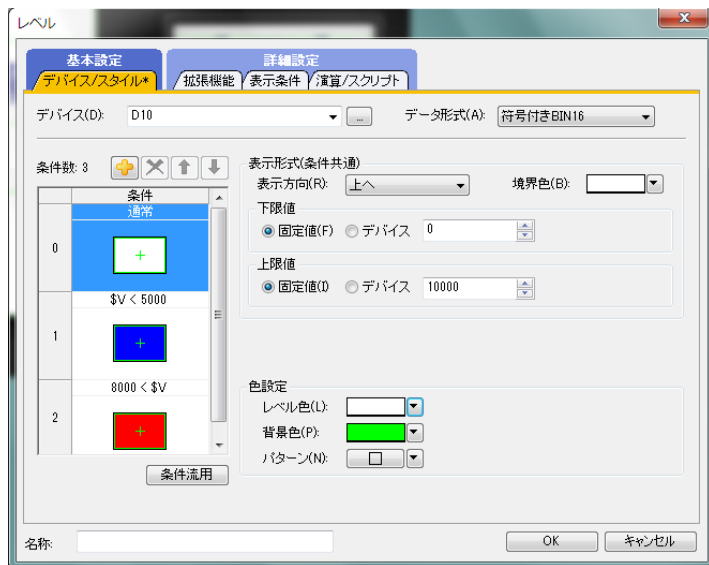 レベル
基本設定
詳細設定
デバイス/スタイル*
拡張機能
表示条件
演算/スクリプト
デバイス(D):
D10
...
データ形式(A):
符号付きBIN16
条件数: 3
条件
通常
0
$V < 5000
1
8000 < $V
2
条件流用
表示形式(条件共通)
表示方向(R):
上へ
境界色(B):
下限値
固定値(F)
デバイス
0
上限値
固定値(I)
デバイス
10000
色設定
レベル色(L):
背景色(P):
パターン(N):
名称:
OK
キャンセル